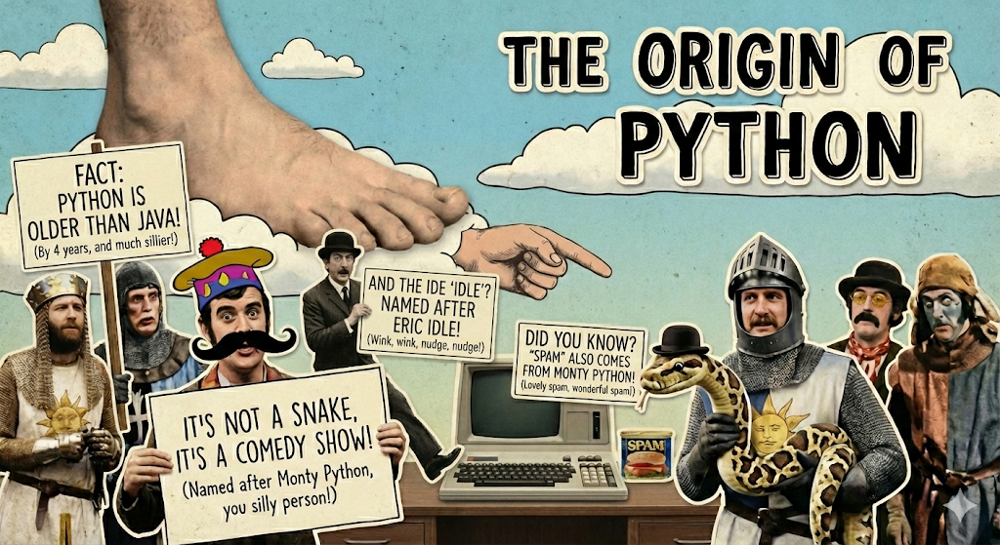 THE ORIGIN OF
PYTHON
FACT:
PYTHON IS
OLDER THAN JAVA!
(By 4 years, and much sillier!)
AND THE IDE 'IDLE'?
NAMED AFTER
ERIC IDLE!
(Wink, wink, nudge, nudge!)
DID YOU KNOW?
"SPAM" ALSO COMES
FROM MONTY PYTHON!
(Lovely spam, wonderful spam!)
IT'S NOT A SNAKE,
IT'S A COMEDY SHOW!
(Named after Monty Python,
you silly person!)
SPAM